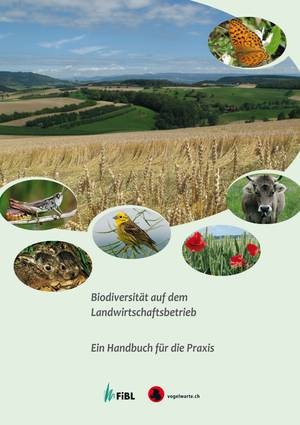 Biodiversität auf dem
Landwirtschaftsbetrieb
Ein Handbuch für die Praxis
FiBL
vogelwarte.ch